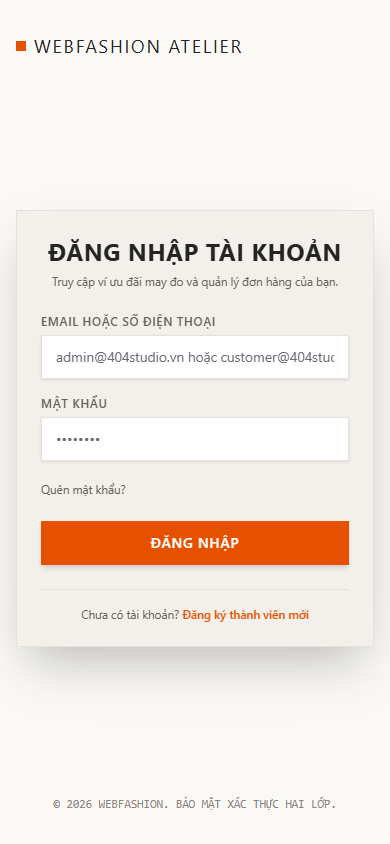 WEBFASHION ATELIER
ĐĂNG NHẬP TÀI KHOẢN
Truy cập ví ưu đãi may đo và quản lý đơn hàng của bạn.
EMAIL HOẶC SỐ ĐIỆN THOẠI
admin@404studio.vn hoặc customer@404stud
MẬT KHẨU
••••••••
Quên mật khẩu?
ĐĂNG NHẬP
Chưa có tài khoản? Đăng ký thành viên mới
© 2026 WEBFASHION. BẢO MẬT XÁC THỰC HAI LỚP.